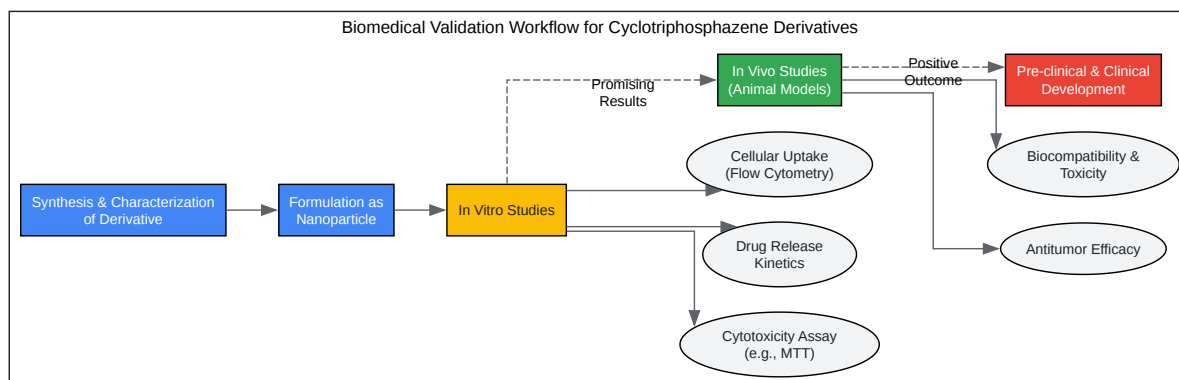 Biomedical Validation Workflow for Cyclotriphosphazene Derivatives
Synthesis & Characterization
of Derivative
Formulation as
Nanoparticle
In Vitro Studies
Promising
Results
In Vivo Studies
(Animal Models)
Positive
Outcome
Pre-clinical & Clinical
Development
Cellular Uptake
(Flow Cytometry)
Drug Release
Kinetics
Cytotoxicity Assay
(e.g., MTT)
Biocompatibility &
Toxicity
Antitumor Efficacy